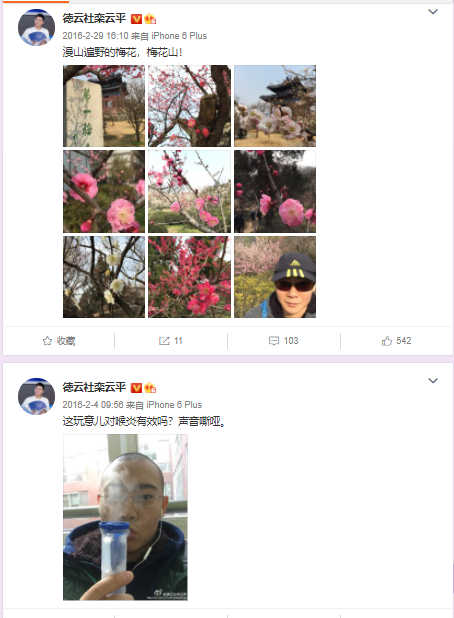 德云社栾云平
2016-2-29 16:10 来自 iPhone 6 Plus
漫山遍野的梅花，梅花山！
收藏
11
103
542
德云社栾云平
2016-2-4 09:56 来自 iPhone 6 Plus
这玩意儿对喉炎有效吗？声音嘶哑。